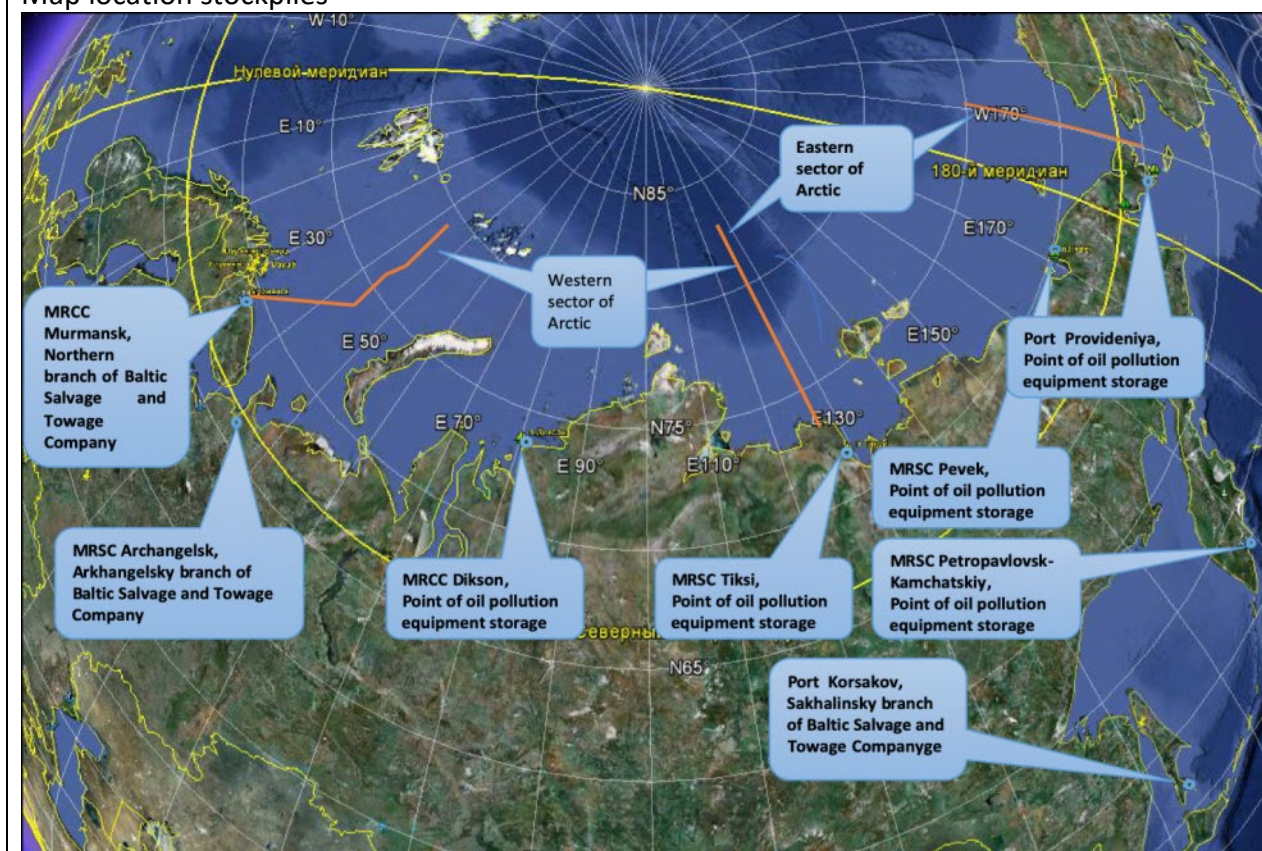 Map location stockpiles
W 10°
Нулевой меридиан
E 10°
W170°
Eastern
sector of
Arctic
180-й меридиан
N85°
E 30°
E170°
Western
sector of
Arctic
MRCC
Murmansk,
Northern
branch of Baltic
Salvage and
Towage
Company
E 50°
E150°
Port Provideniya,
Point of oil pollution
equipment storage
E 70°
N75°
E130°
E 90°
E110°
MRSC Pevek,
Point of oil pollution
equipment storage
MRSC Archangelsk,
Arkhangelsky branch of
Baltic Salvage and Towage
Company
MRCC Dikson,
Point of oil pollution
equipment storage
MRSC Tiksi,
Point of oil pollution
equipment storage
MRSC Petropavlovsk-
Kamchatskiy,
Point of oil pollution
equipment storage
N65°
Port Korsakov,
Sakhalinsky branch
of Baltic Salvage and
Towage Companyge